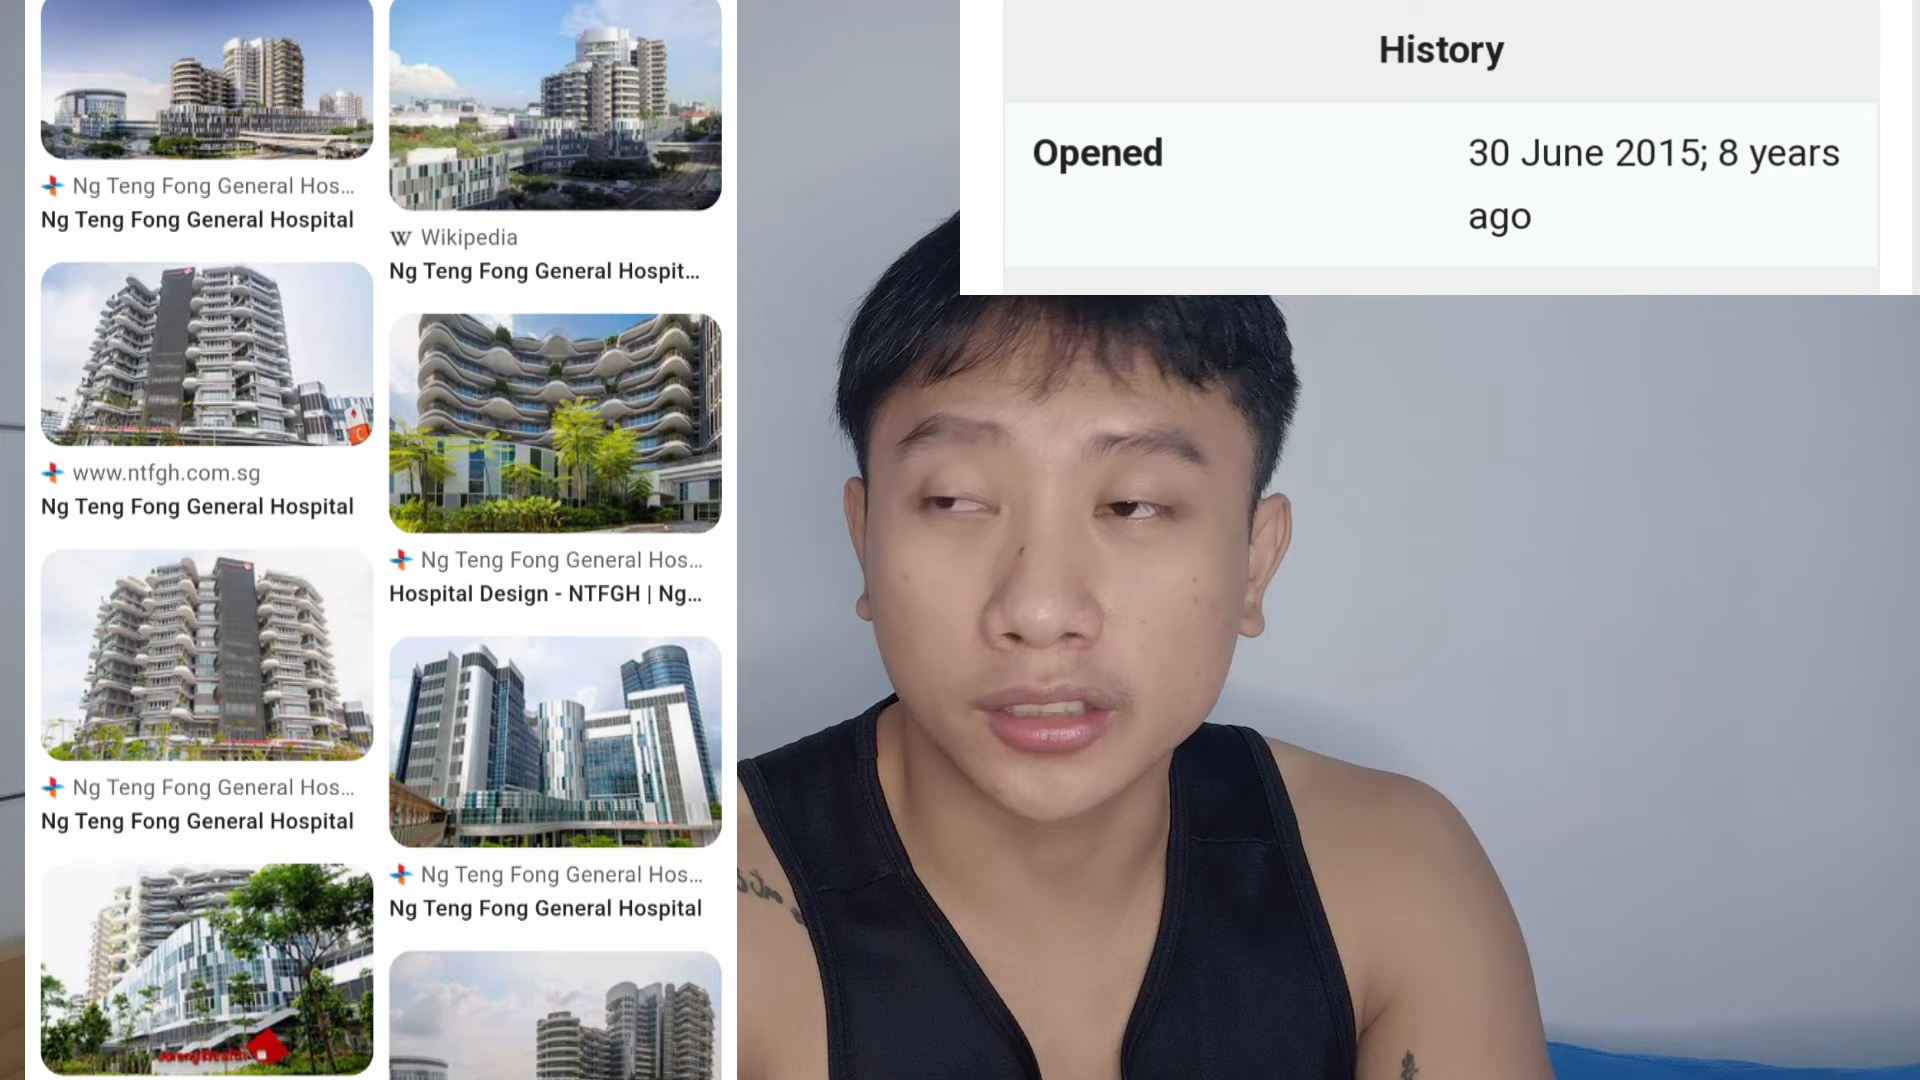 Ng Teng Fong General Hos...
Ng Teng Fong General Hospital
www.ntfgh.com.sg
Ng Teng Fong General Hospital
Ng Teng Fong General Hos...
Ng Teng Fong General Hospital
JurongHealth
W Wikipedia
Ng Teng Fong General Hospit...
Ng Teng Fong General Hos...
Hospital Design - NTFGH | Ng...
Ng Teng Fong General Hos...
Ng Teng Fong General Hospital
History
Opened 30 June 2015; 8 years
ago